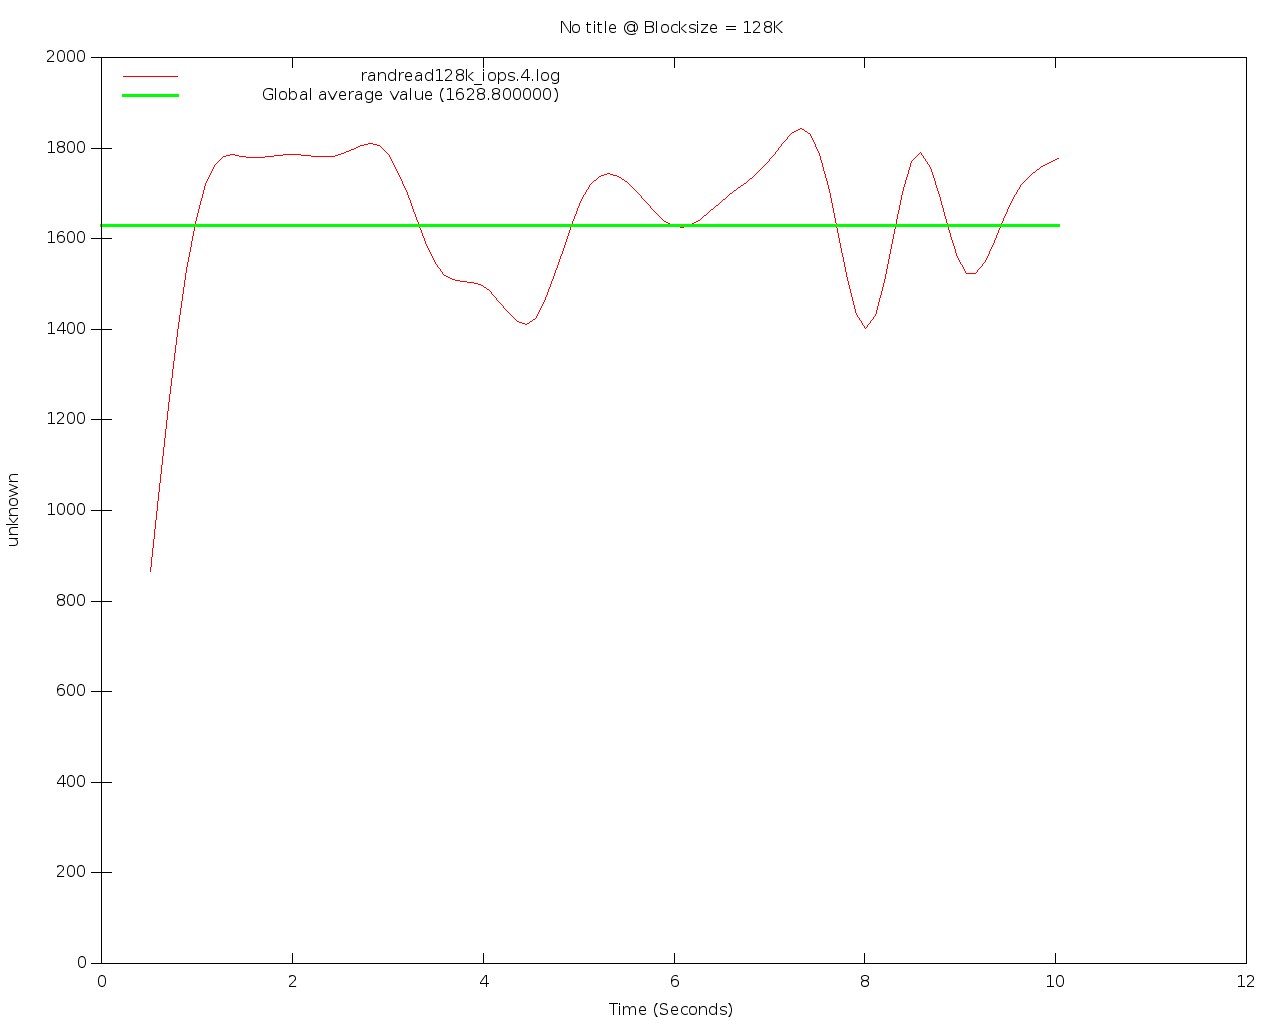 No title @ Blocksize = 128K
randread128k_iops.4.log
Global average value (1628.800000)
2000
1800
1600
1400
1200
1000
800
600
400
200
0
unknown
0 2 4 6 8 10 12
Time (Seconds)